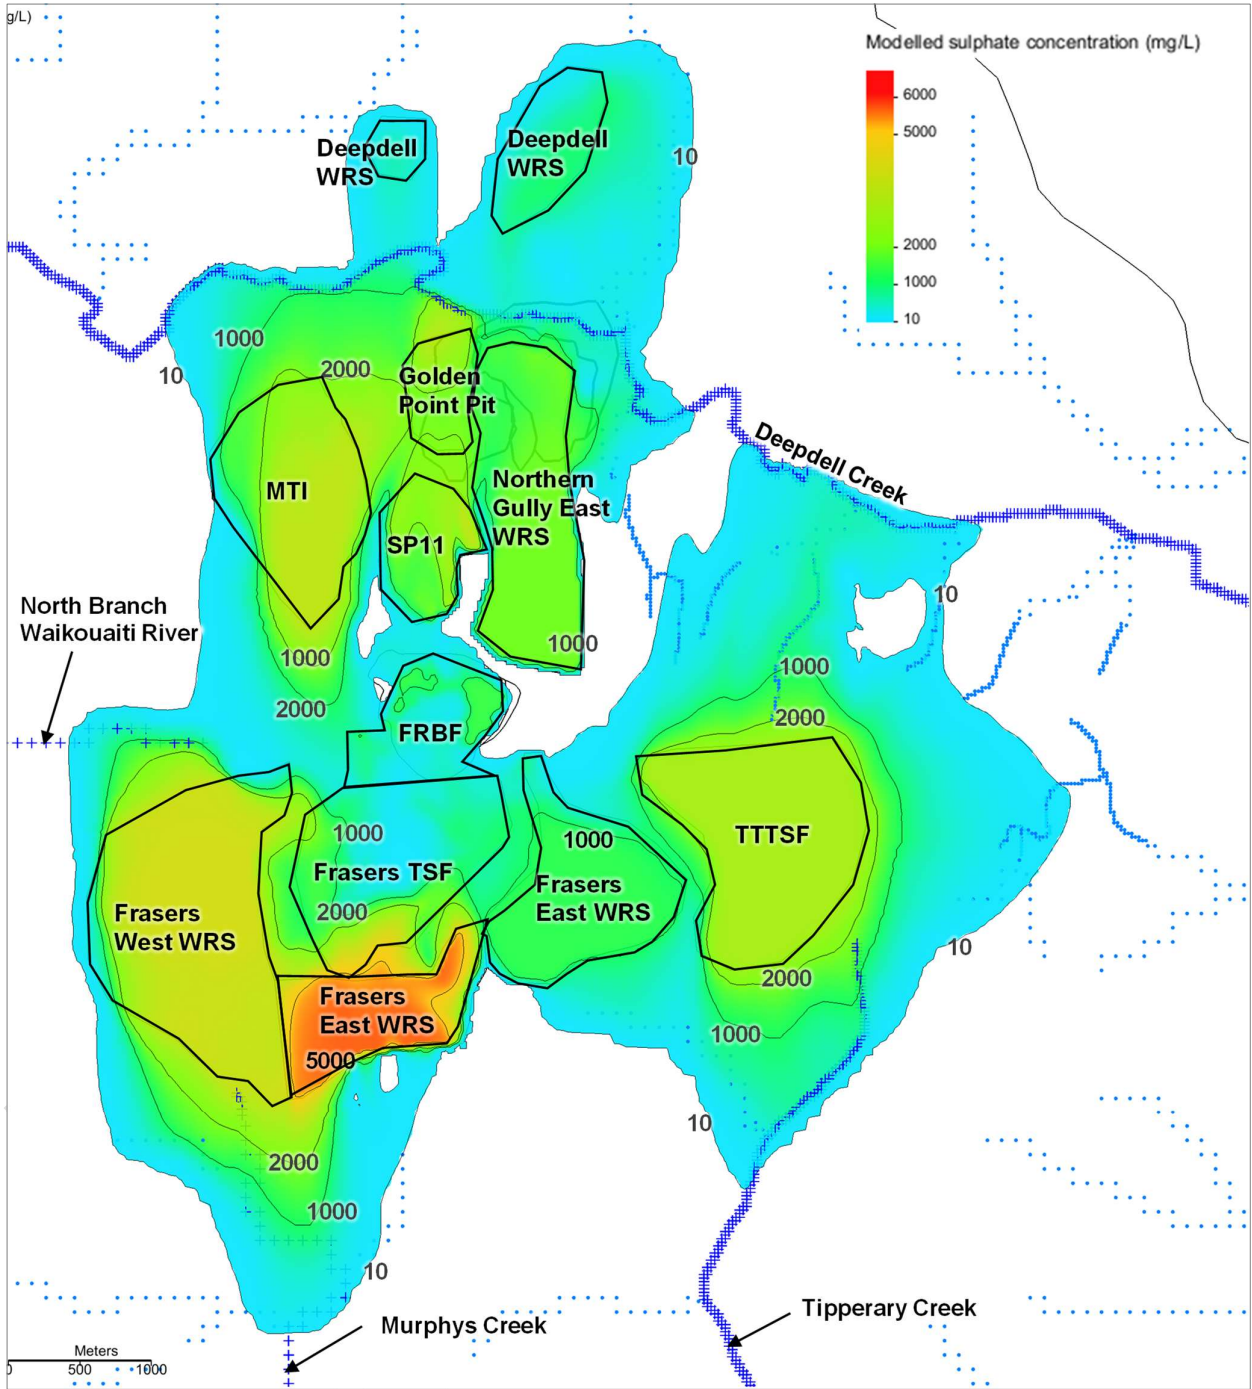 g/L)
Modelled sulphate concentration (mg/L)
6000
5000
2000
1000
10
Deepdell
WRS
Deepdell
WRS
10
1000
2000
10
Golden
Point Pit
Deepdell Creek
MTI
Northern
Gully East
WRS
SP11
10
North Branch
Waikouaiti River
1000
1000
1000
2000
2000
FRBF
1000
1000
TTTSF
Frasers TSF
Frasers
East WRS
2000
Frasers
West WRS
10
2000
Frasers
East WRS
1000
5000
10
2000
1000
10
Tipperary Creek
Murphys Creek
Meters
0 500 1000